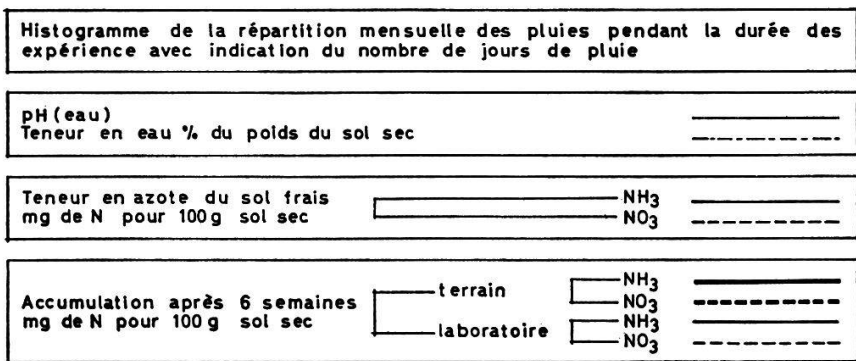 Histogramme de la répartition mensuelle des pluies pendant la durée des
expérience avec indication du nombre de jours de pluie
pH (eau)
Teneur en eau % du poids du sol sec
Teneur en azote du sol frais
mg de N pour 100 g sol sec
NH3
NO3
Accumulation après 6 semaines
mg de N pour 100 g sol sec
terrain
NH3
NO3
laboratoire
NH3
NO3